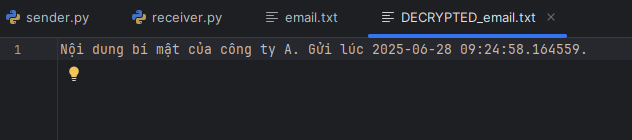 sender.py receiver.py email.txt DECRYPTED_email.txt
1 Nội dung bí mật của công ty A. Gửi lúc 2025-06-28 09:24:58.164559.